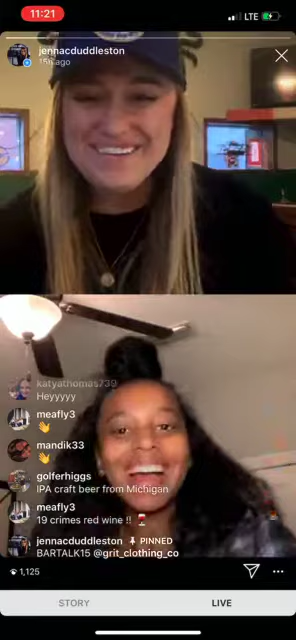 11:21
LTE
jennacduddleston
15h ago
katyathomas739
Heyyyyy
meafly3
👋
mandik33
👋
golferhiggs
IPA craft beer from Michigan
meafly3
19 crimes red wine !! 🍷
jennacduddleston 📌 PINNED
BARTALK15 @grit_clothing_co
1,125
STORY
LIVE